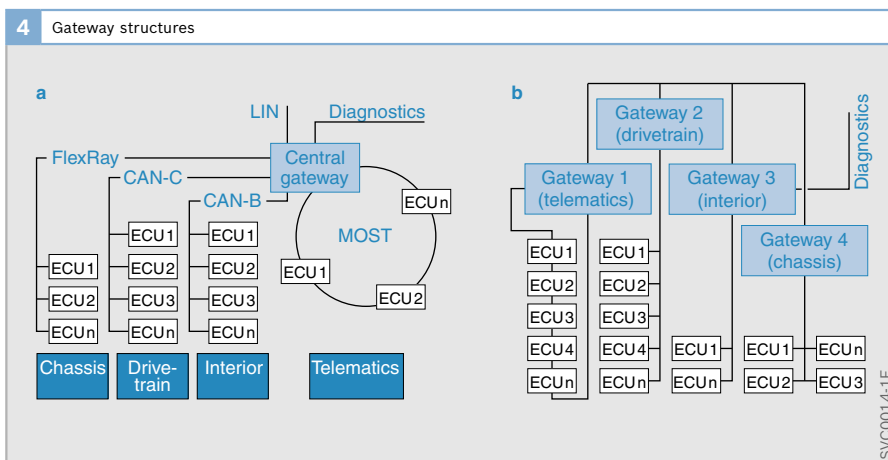 4 Gateway structures
a
LIN
Diagnostics
FlexRay
Central
gateway
CAN-C
CAN-B
ECUn
MOST
ECU1
ECU2
ECU1
ECU2
ECUn
ECU1
ECU2
ECU3
ECUn
ECU1
ECU2
ECU3
ECUn
Chassis
Drive-
train
Interior
Telematics
b
Gateway 2
(drivetrain)
Gateway 1
(telematics)
Gateway 3
(interior)
Diagnostics
Gateway 4
(chassis)
ECU1
ECU2
ECU3
ECU4
ECUn
ECU1
ECU2
ECU3
ECU4
ECUn
ECU1
ECUn
ECU1
ECUn
ECU2
ECU3
SVC0014-1E